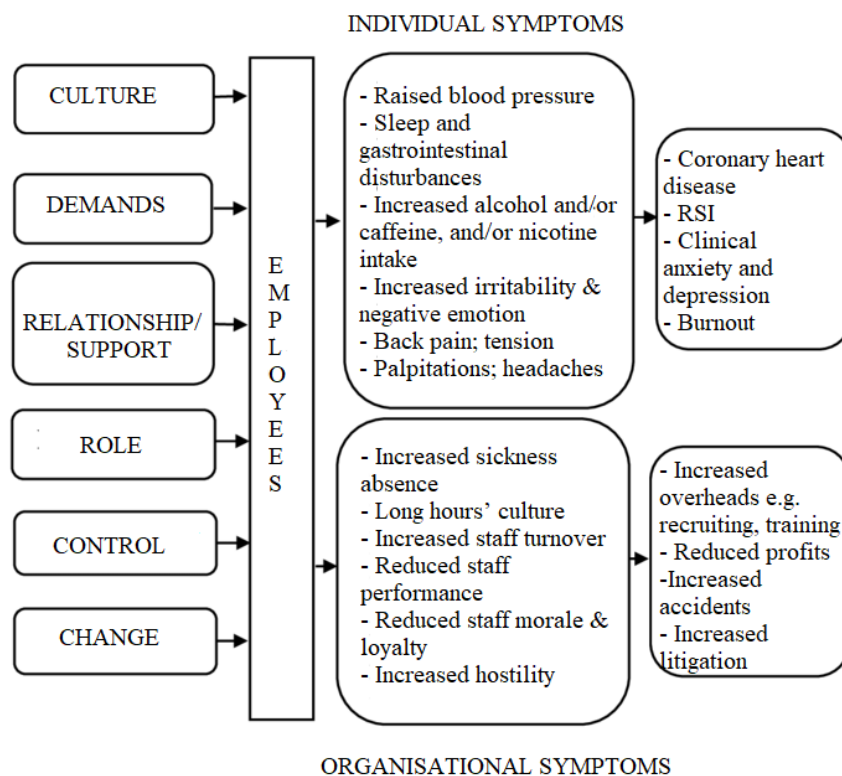 INDIVIDUAL SYMPTOMS
CULTURE
DEMANDS
RELATIONSHIP/
SUPPORT
ROLE
CONTROL
CHANGE
E
M
P
L
O
Y
E
E
S
- Raised blood pressure
- Sleep and
gastrointestinal
disturbances
- Increased alcohol and/or
caffeine, and/or nicotine
intake
- Increased irritability &
negative emotion
- Back pain; tension
- Palpitations; headaches
- Coronary heart
disease
- RSI
- Clinical
anxiety and
depression
- Burnout
- Increased sickness
absence
- Long hours’ culture
- Increased staff turnover
- Reduced staff
performance
- Reduced staff morale &
loyalty
- Increased hostility
- Increased
overheads e.g.
recruiting, training
- Reduced profits
-Increased
accidents
- Increased
litigation
ORGANISATIONAL SYMPTOMS